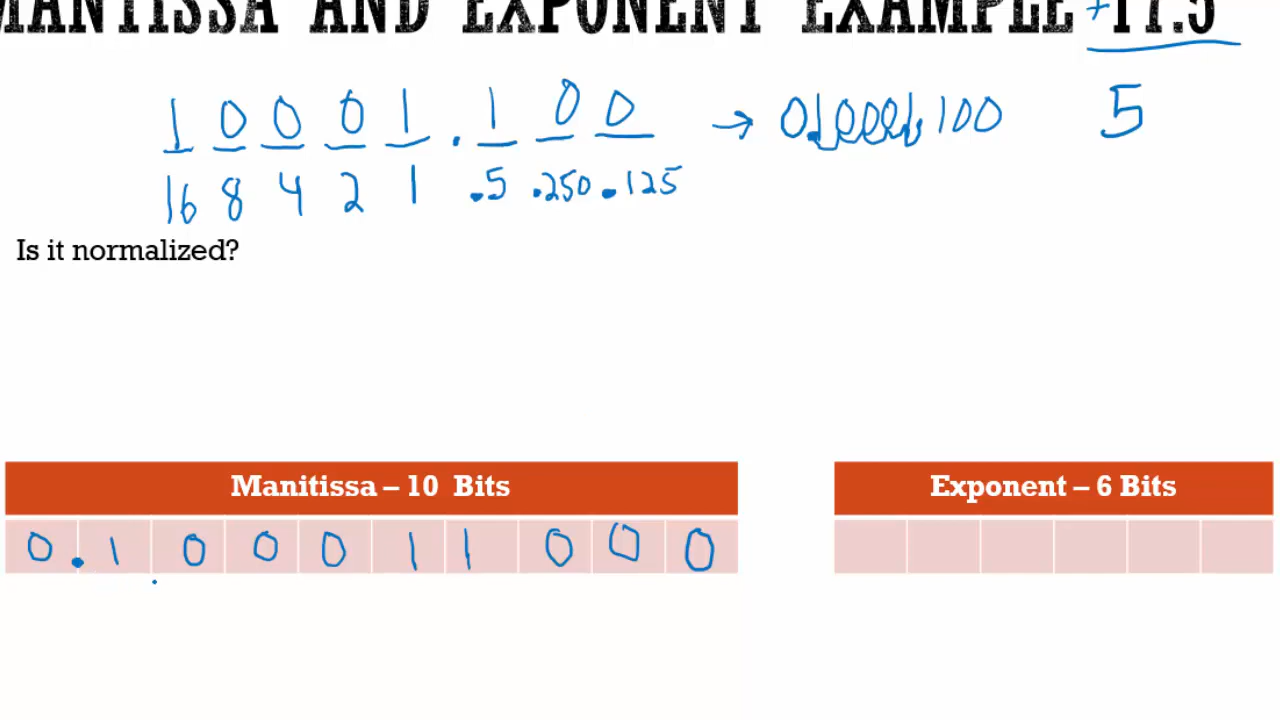 MANTISSA AND EXPONENT EXAMPLE +17.5
1 0 0 0 1 . 1 0 0 → 0.10001.100 5
16 8 4 2 1 .5 .250 .125
Is it normalized?
Manitissa – 10 Bits Exponent – 6 Bits
0 . 1 0 0 0 1 1 0 0 0